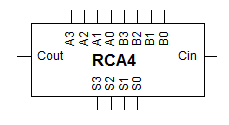 A3 A2 A1 A0 B3 B2 B1 B0
Cout Cin
RCA4
S3 S2 S1 S0